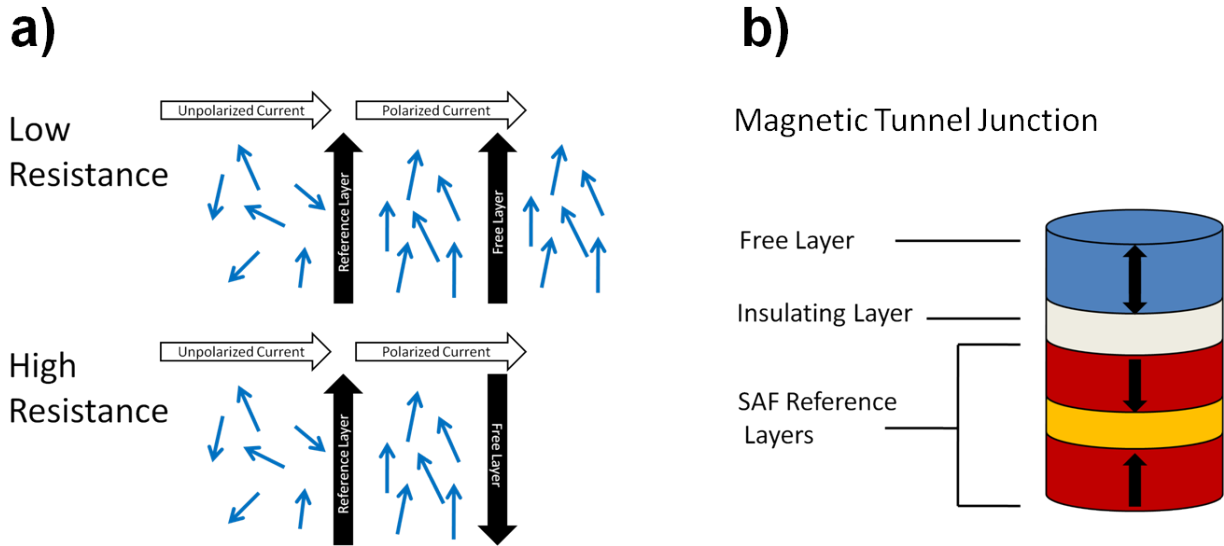 a)
Low
Resistance
Unpolarized Current
Polarized Current
Reference Layer
Free Layer
High
Resistance
Unpolarized Current
Polarized Current
Reference Layer
Free Layer
b)
Magnetic Tunnel Junction
Free Layer
Insulating Layer
SAF Reference
Layers